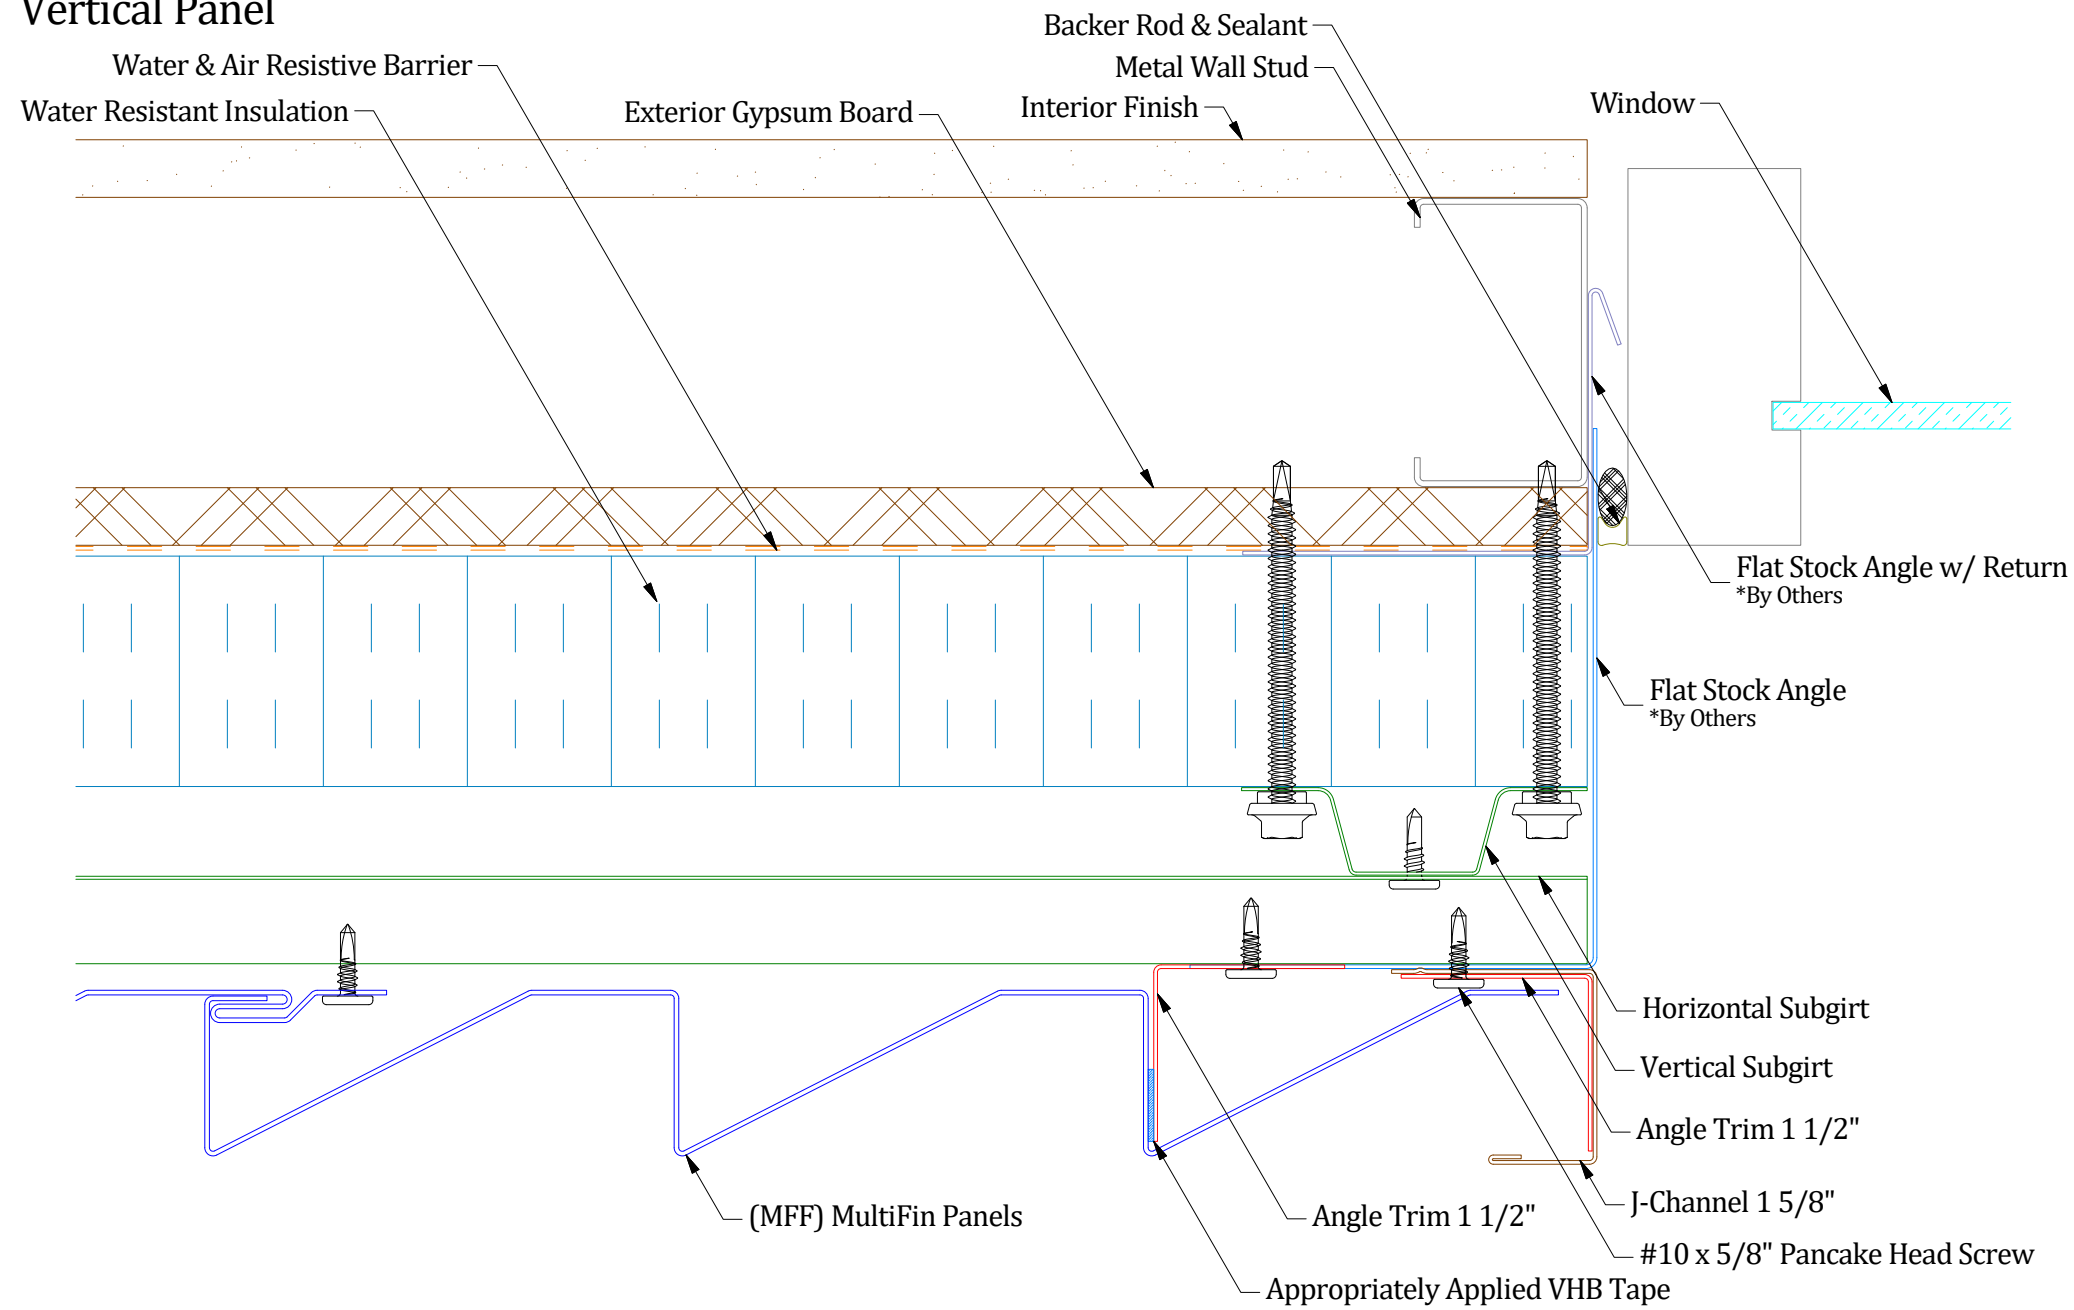 Vertical Panel
Backer Rod & Sealant
Water & Air Resistive Barrier
Metal Wall Stud
Water Resistant Insulation
Exterior Gypsum Board
Interior Finish
Window
Flat Stock Angle w/ Return
*By Others
Flat Stock Angle
*By Others
Horizontal Subgirt
Vertical Subgirt
Angle Trim 1 1/2"
J-Channel 1 5/8"
(MFF) MultiFin Panels
Angle Trim 1 1/2"
#10 x 5/8" Pancake Head Screw
Appropriately Applied VHB Tape